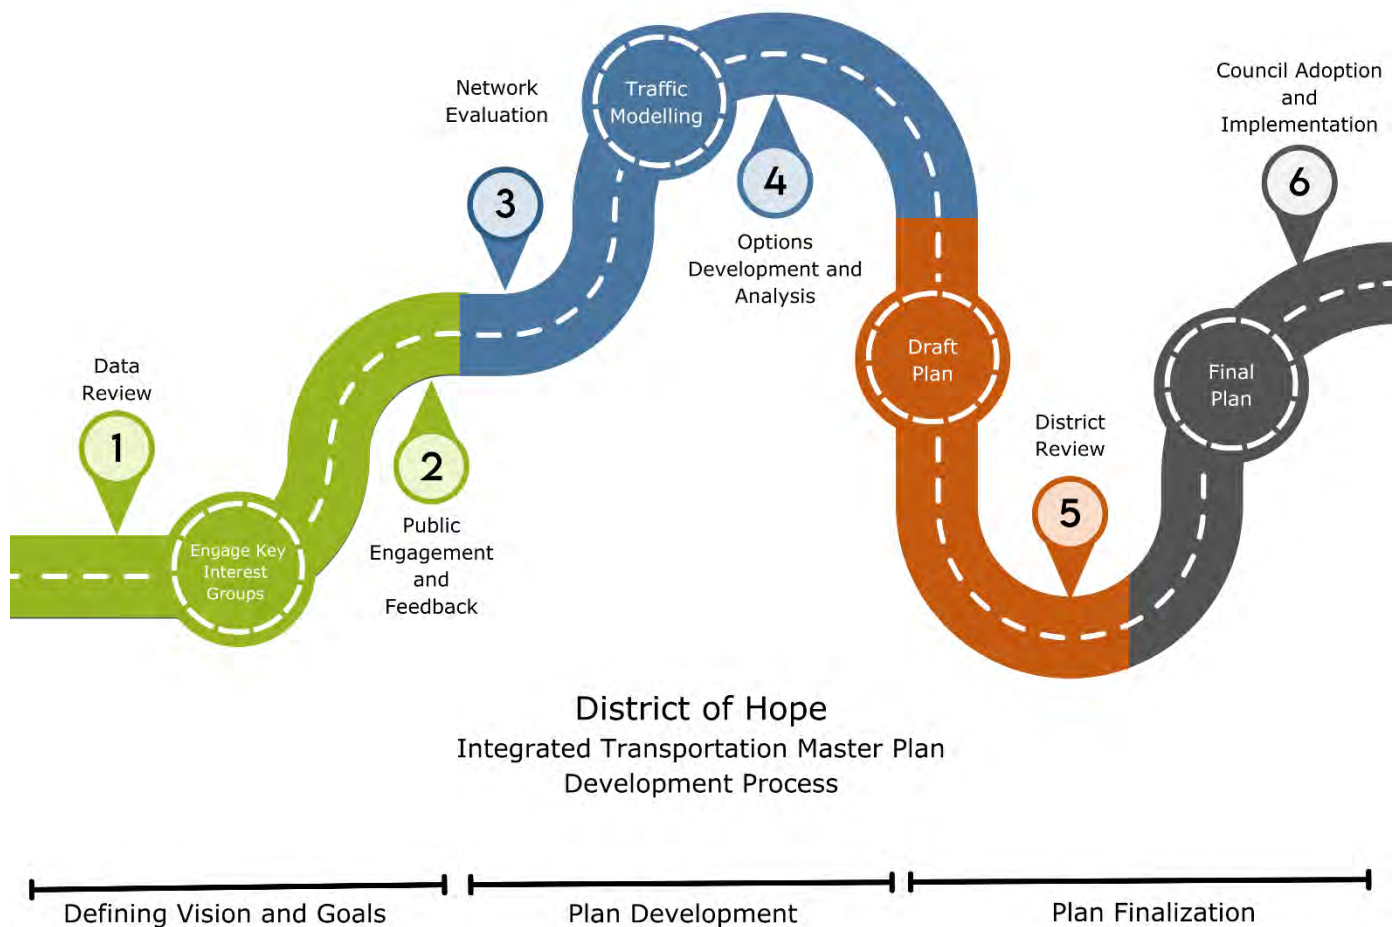 Data
Review
1
Engage Key
Interest
Groups
2
Public
Engagement
and
Feedback
Network
Evaluation
3
Traffic
Modelling
4
Options
Development and
Analysis
Draft
Plan
District
Review
5
Final
Plan
Council Adoption
and
Implementation
6
District of Hope
Integrated Transportation Master Plan
Development Process
Defining Vision and Goals
Plan Development
Plan Finalization